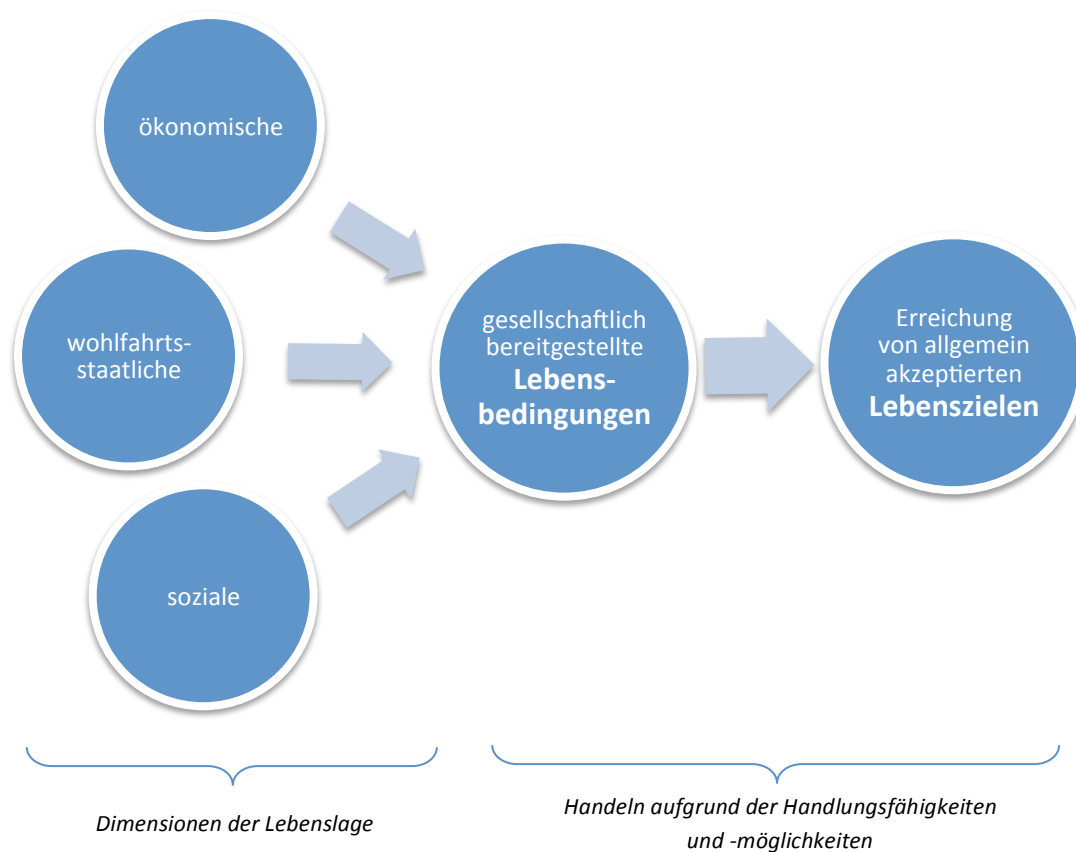 ökonomische
wohlfahrts-
staatliche
soziale
gesellschaftlich
bereitgestellte
Lebens-
bedingungen
Erreichung
von allgemein
akzeptierten
Lebenszielen
Dimensionen der Lebenslage
Handeln aufgrund der Handlungsfähigkeiten
und -möglichkeiten